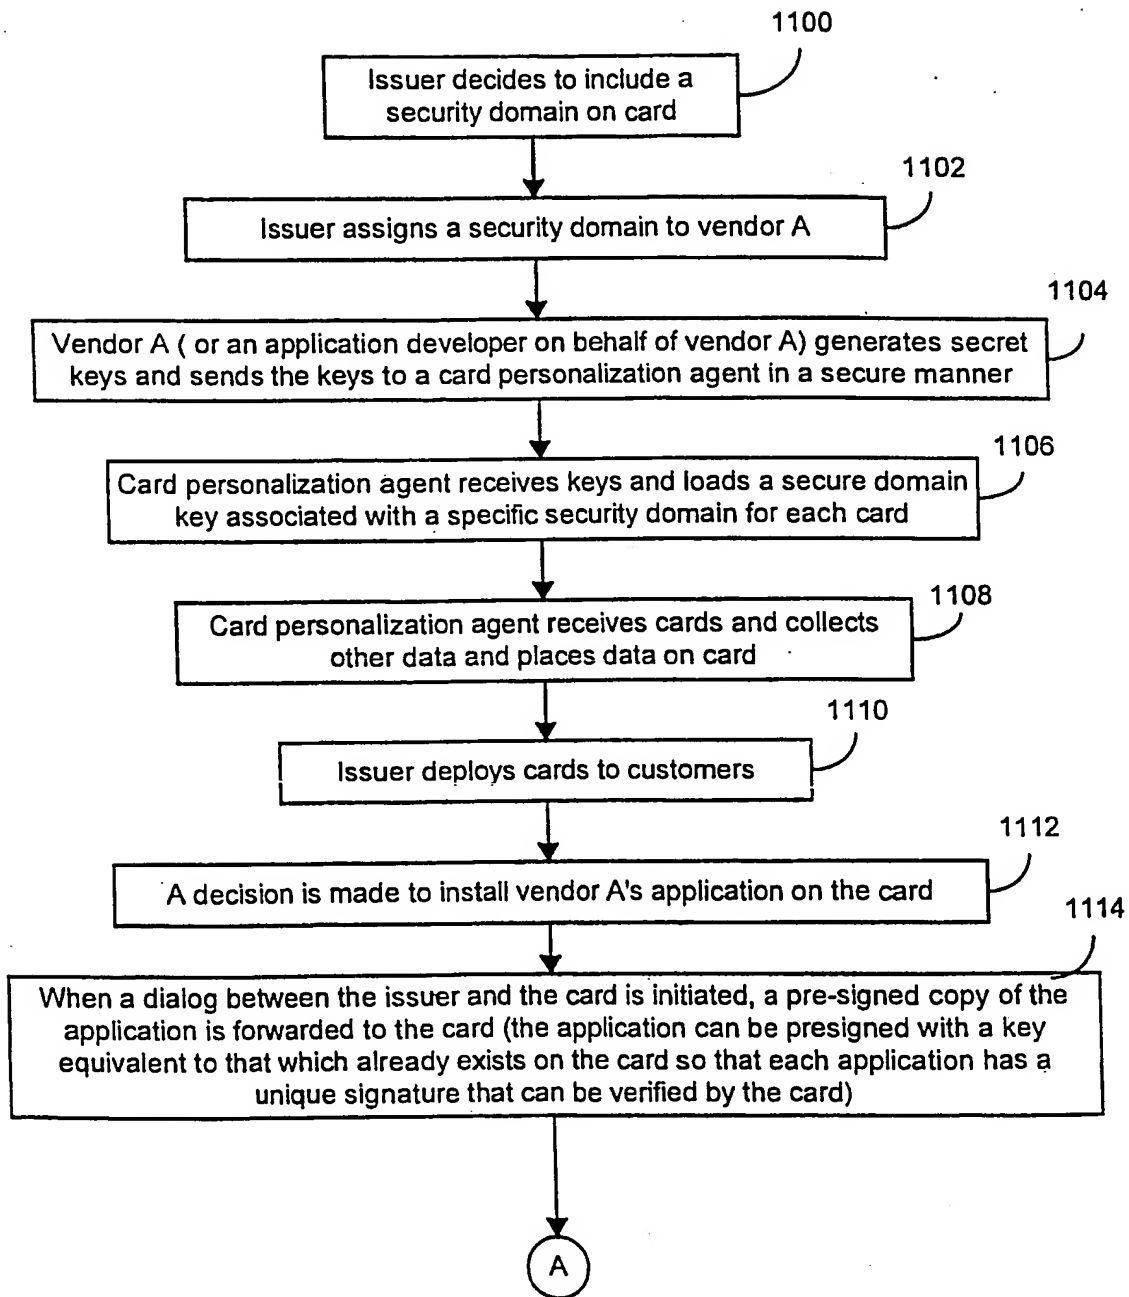 1100
Issuer decides to include a
security domain on card
1102
Issuer assigns a security domain to vendor A
1104
Vendor A ( or an application developer on behalf of vendor A) generates secret
keys and sends the keys to a card personalization agent in a secure manner
1106
Card personalization agent receives keys and loads a secure domain
key associated with a specific security domain for each card
1108
Card personalization agent receives cards and collects
other data and places data on card
1110
Issuer deploys cards to customers
1112
A decision is made to install vendor A's application on the card
1114
When a dialog between the issuer and the card is initiated, a pre-signed copy of the
application is forwarded to the card (the application can be presigned with a key
equivalent to that which already exists on the card so that each application has a
unique signature that can be verified by the card)
A